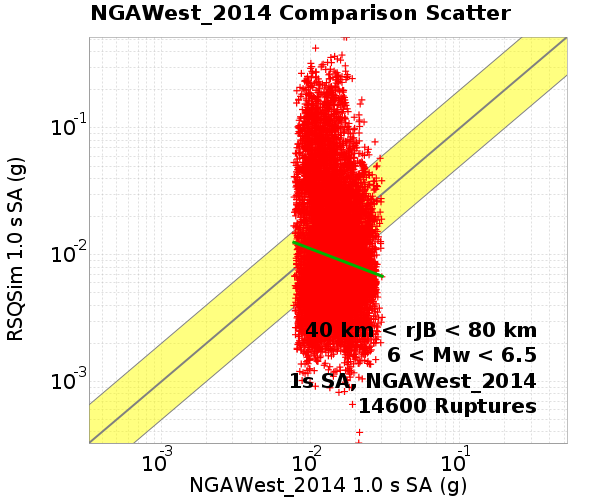 NGAWest_2014 Comparison Scatter
RSQSim 1.0 s SA (g)
10-1
10-2
10-3
40 km < rJB < 80 km
6 < Mw < 6.5
1s SA, NGAWest_2014
14600 Ruptures
10-3 10-2 10-1
NGAWest_2014 1.0 s SA (g)